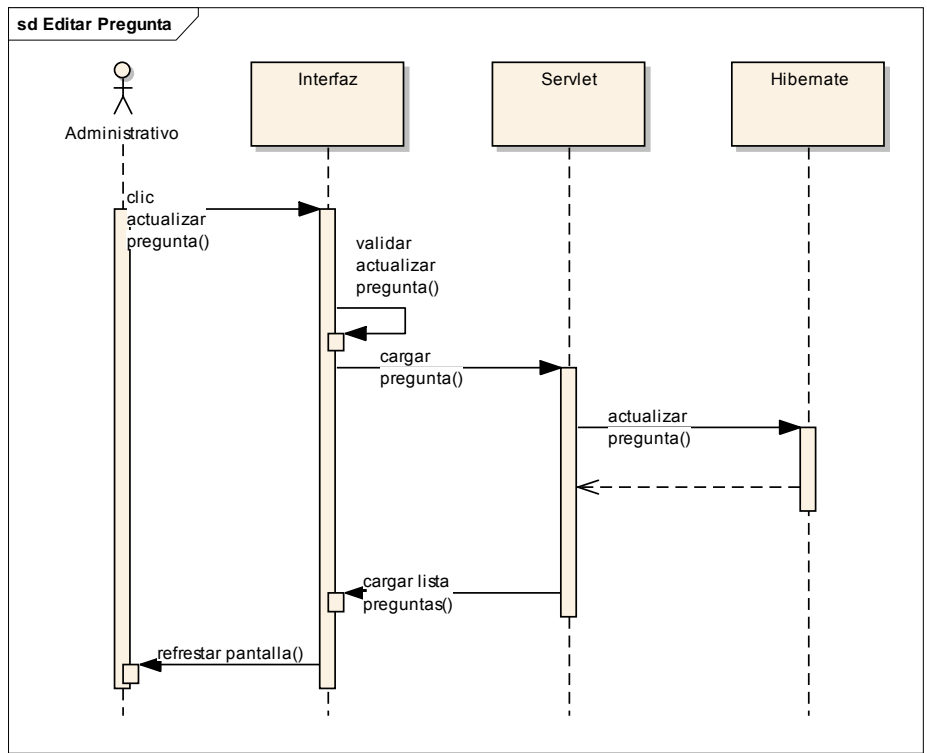 sd Editar Pregunta
Administrativo
Interfaz
Servlet
Hibernate
clic
actualizar
pregunta()
validar
actualizar
pregunta()
cargar
pregunta()
actualizar
pregunta()
cargar lista
preguntas()
refrestar pantalla()